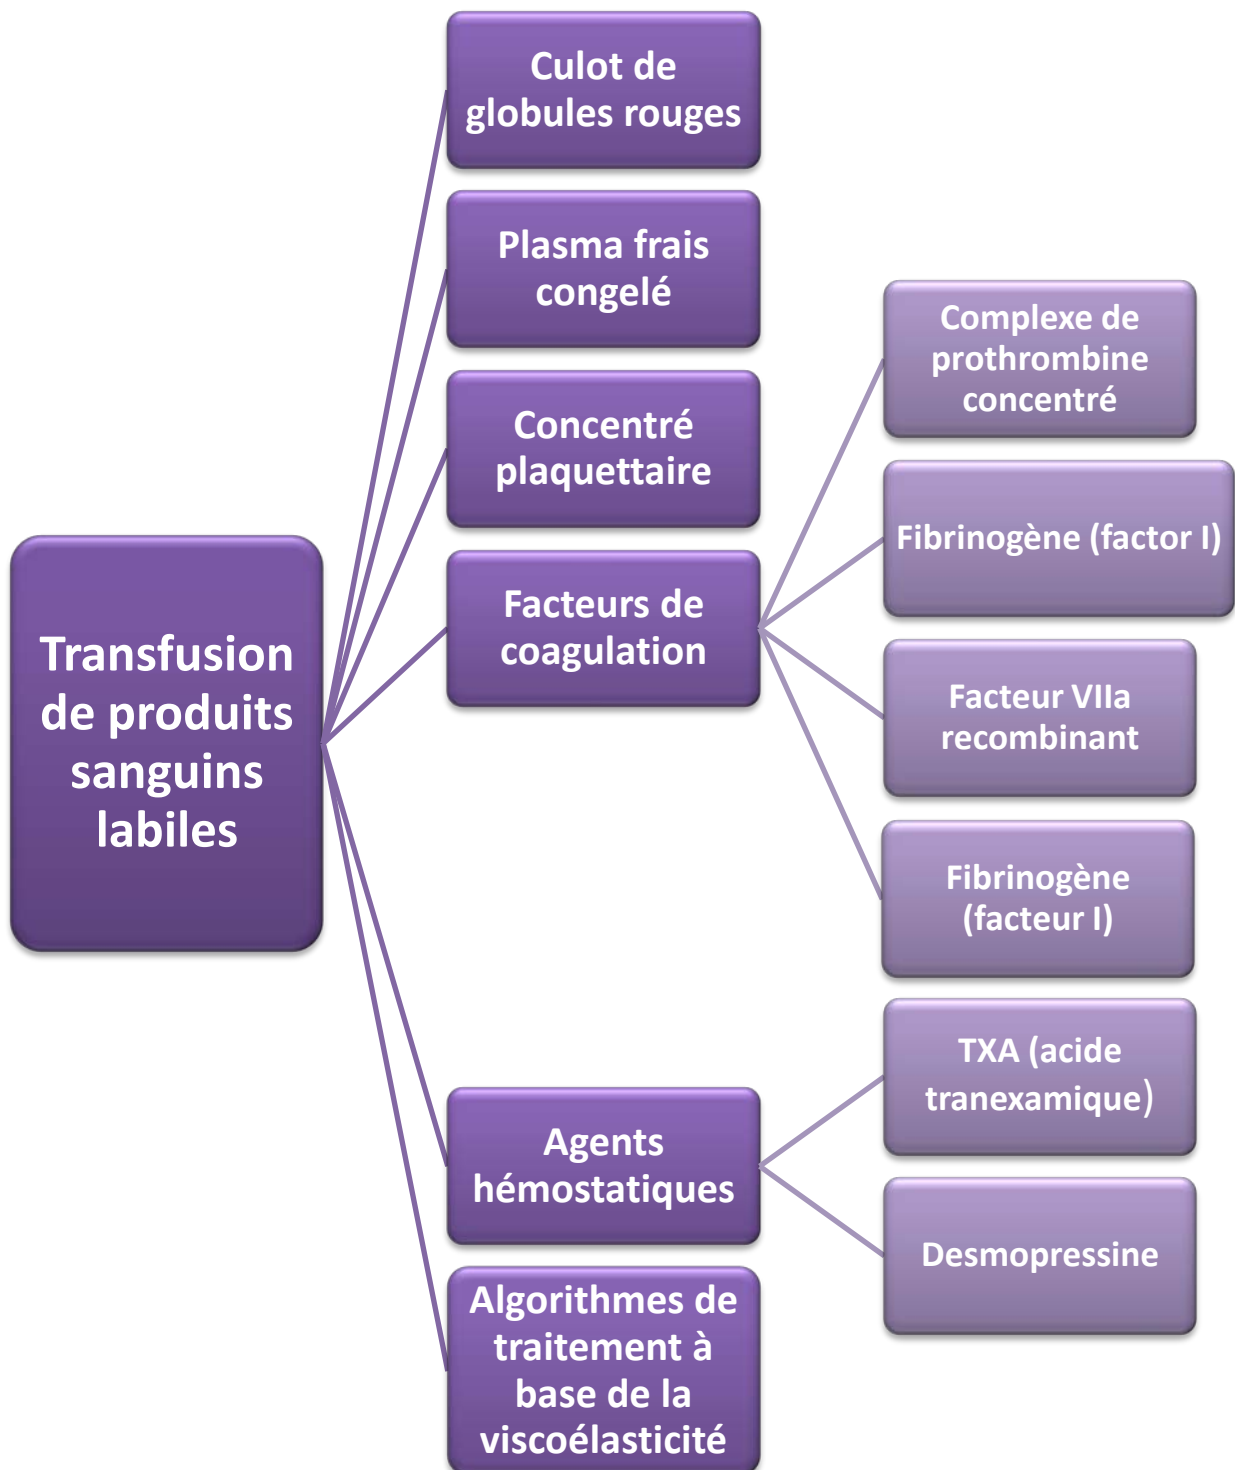 Transfusion
de produits
sanguins
labiles
Culot de
globules rouges
Plasma frais
congelé
Concentré
plaquettaire
Facteurs de
coagulation
Complexe de
prothrombine
concentré
Fibrinogène (factor I)
Facteur VIIa
recombinant
Fibrinogène
(facteur I)
Agents
hémostatiques
TXA (acide
tranexamique)
Desmopressine
Algorithmes de
traitement à
base de la
viscoélasticité